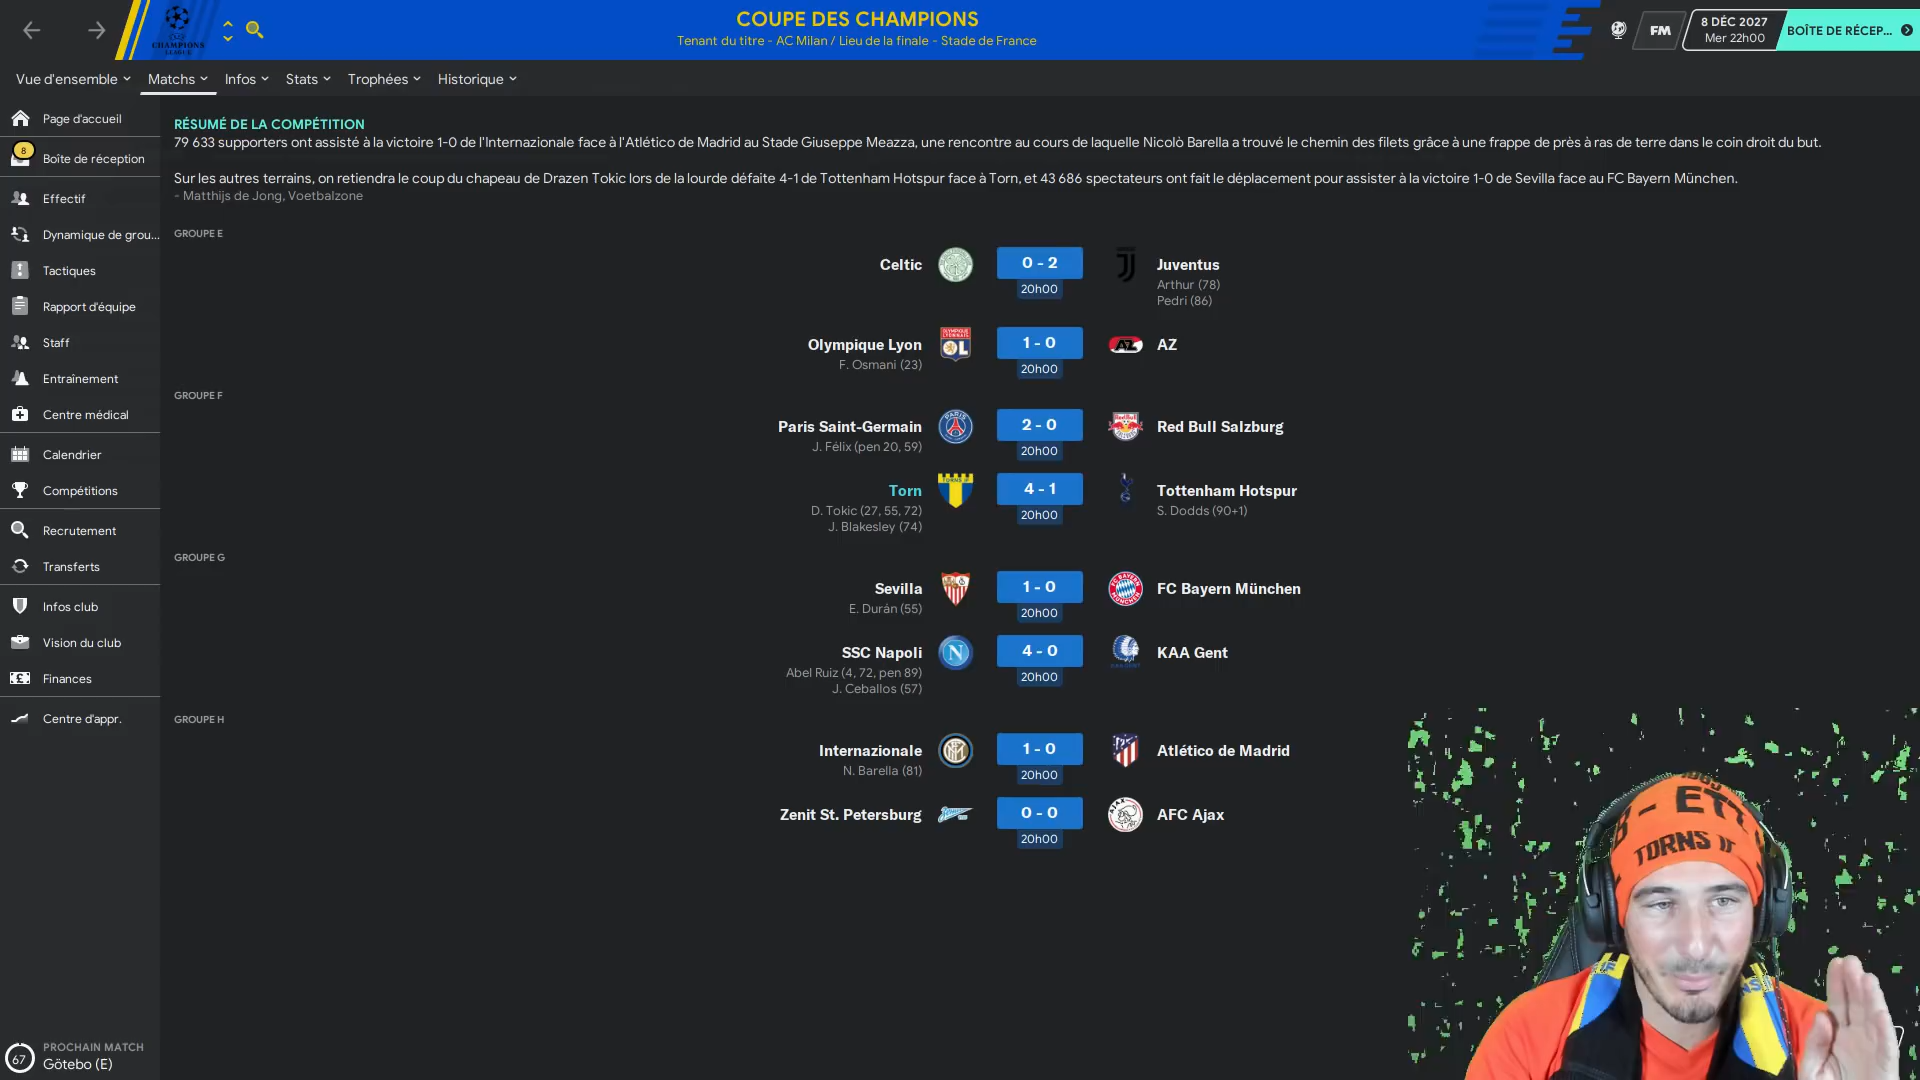 COUPE DES CHAMPIONS
Tenant du titre - AC Milan / Lieu de la finale - Stade de France
CHAMPIONS
LEAGUE
FM
8 DÉC 2027
Mer 22h00
BOÎTE DE RÉCEP...
Vue d'ensemble
Matchs
Infos
Stats
Trophées
Historique
Page d'accueil
8
Boîte de réception
Effectif
Dynamique de grou...
Tactiques
Rapport d'équipe
Staff
Entraînement
Centre médical
Calendrier
Compétitions
Recrutement
Transferts
Infos club
Vision du club
Finances
Centre d'appr.
67
PROCHAIN MATCH
Götebo (E)
RÉSUMÉ DE LA COMPÉTITION
79 633 supporters ont assisté à la victoire 1-0 de l'Internazionale face à l'Atlético de Madrid au Stade Giuseppe Meazza, une rencontre au cours de laquelle Nicolò Barella a trouvé le chemin des filets grâce à une frappe de près à ras de terre dans le coin droit du but.
Sur les autres terrains, on retiendra le coup du chapeau de Drazen Tokic lors de la lourde défaite 4-1 de Tottenham Hotspur face à Torn, et 43 686 spectateurs ont fait le déplacement pour assister à la victoire 1-0 de Sevilla face au FC Bayern München.
- Matthijs de Jong, Voetbalzone
GROUPE E
Celtic 0 - 2 Juventus
20h00 Arthur (78)
Pedri (86)
Olympique Lyon 1 - 0 AZ
F. Osmani (23) 20h00
GROUPE F
Paris Saint-Germain 2 - 0 Red Bull Salzburg
J. Félix (pen 20, 59) 20h00
Torn 4 - 1 Tottenham Hotspur
D. Tokic (27, 55, 72) 20h00 S. Dodds (90+1)
J. Blakesley (74)
GROUPE G
Sevilla 1 - 0 FC Bayern München
E. Durán (55) 20h00
SSC Napoli 4 - 0 KAA Gent
Abel Ruiz (4, 72, pen 89) 20h00
J. Ceballos (57)
GROUPE H
Internazionale 1 - 0 Atlético de Madrid
N. Barella (81) 20h00
Zenit St. Petersburg 0 - 0 AFC Ajax
20h00
TORNS IF